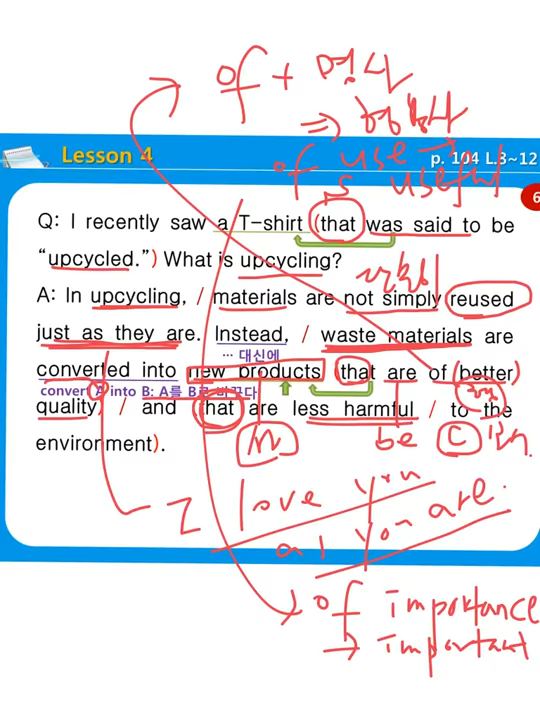 of + 명사
⇒ 형용사
of use →
useful
Lesson 4
p. 104 L.3~12
6
Q: I recently saw a T-shirt (that was said to be
“upcycled.”) What is upcycling?
A: In upcycling, / materials are not simply reused
just as they are. Instead, / waste materials are
… 대신에
converted into new products (that are of (better)
convert A into B: A를 B로 바꾸다
quality) / and (that are less harmful / to the
environment).
be C
I love you
as you are.
of importance
⇒ important